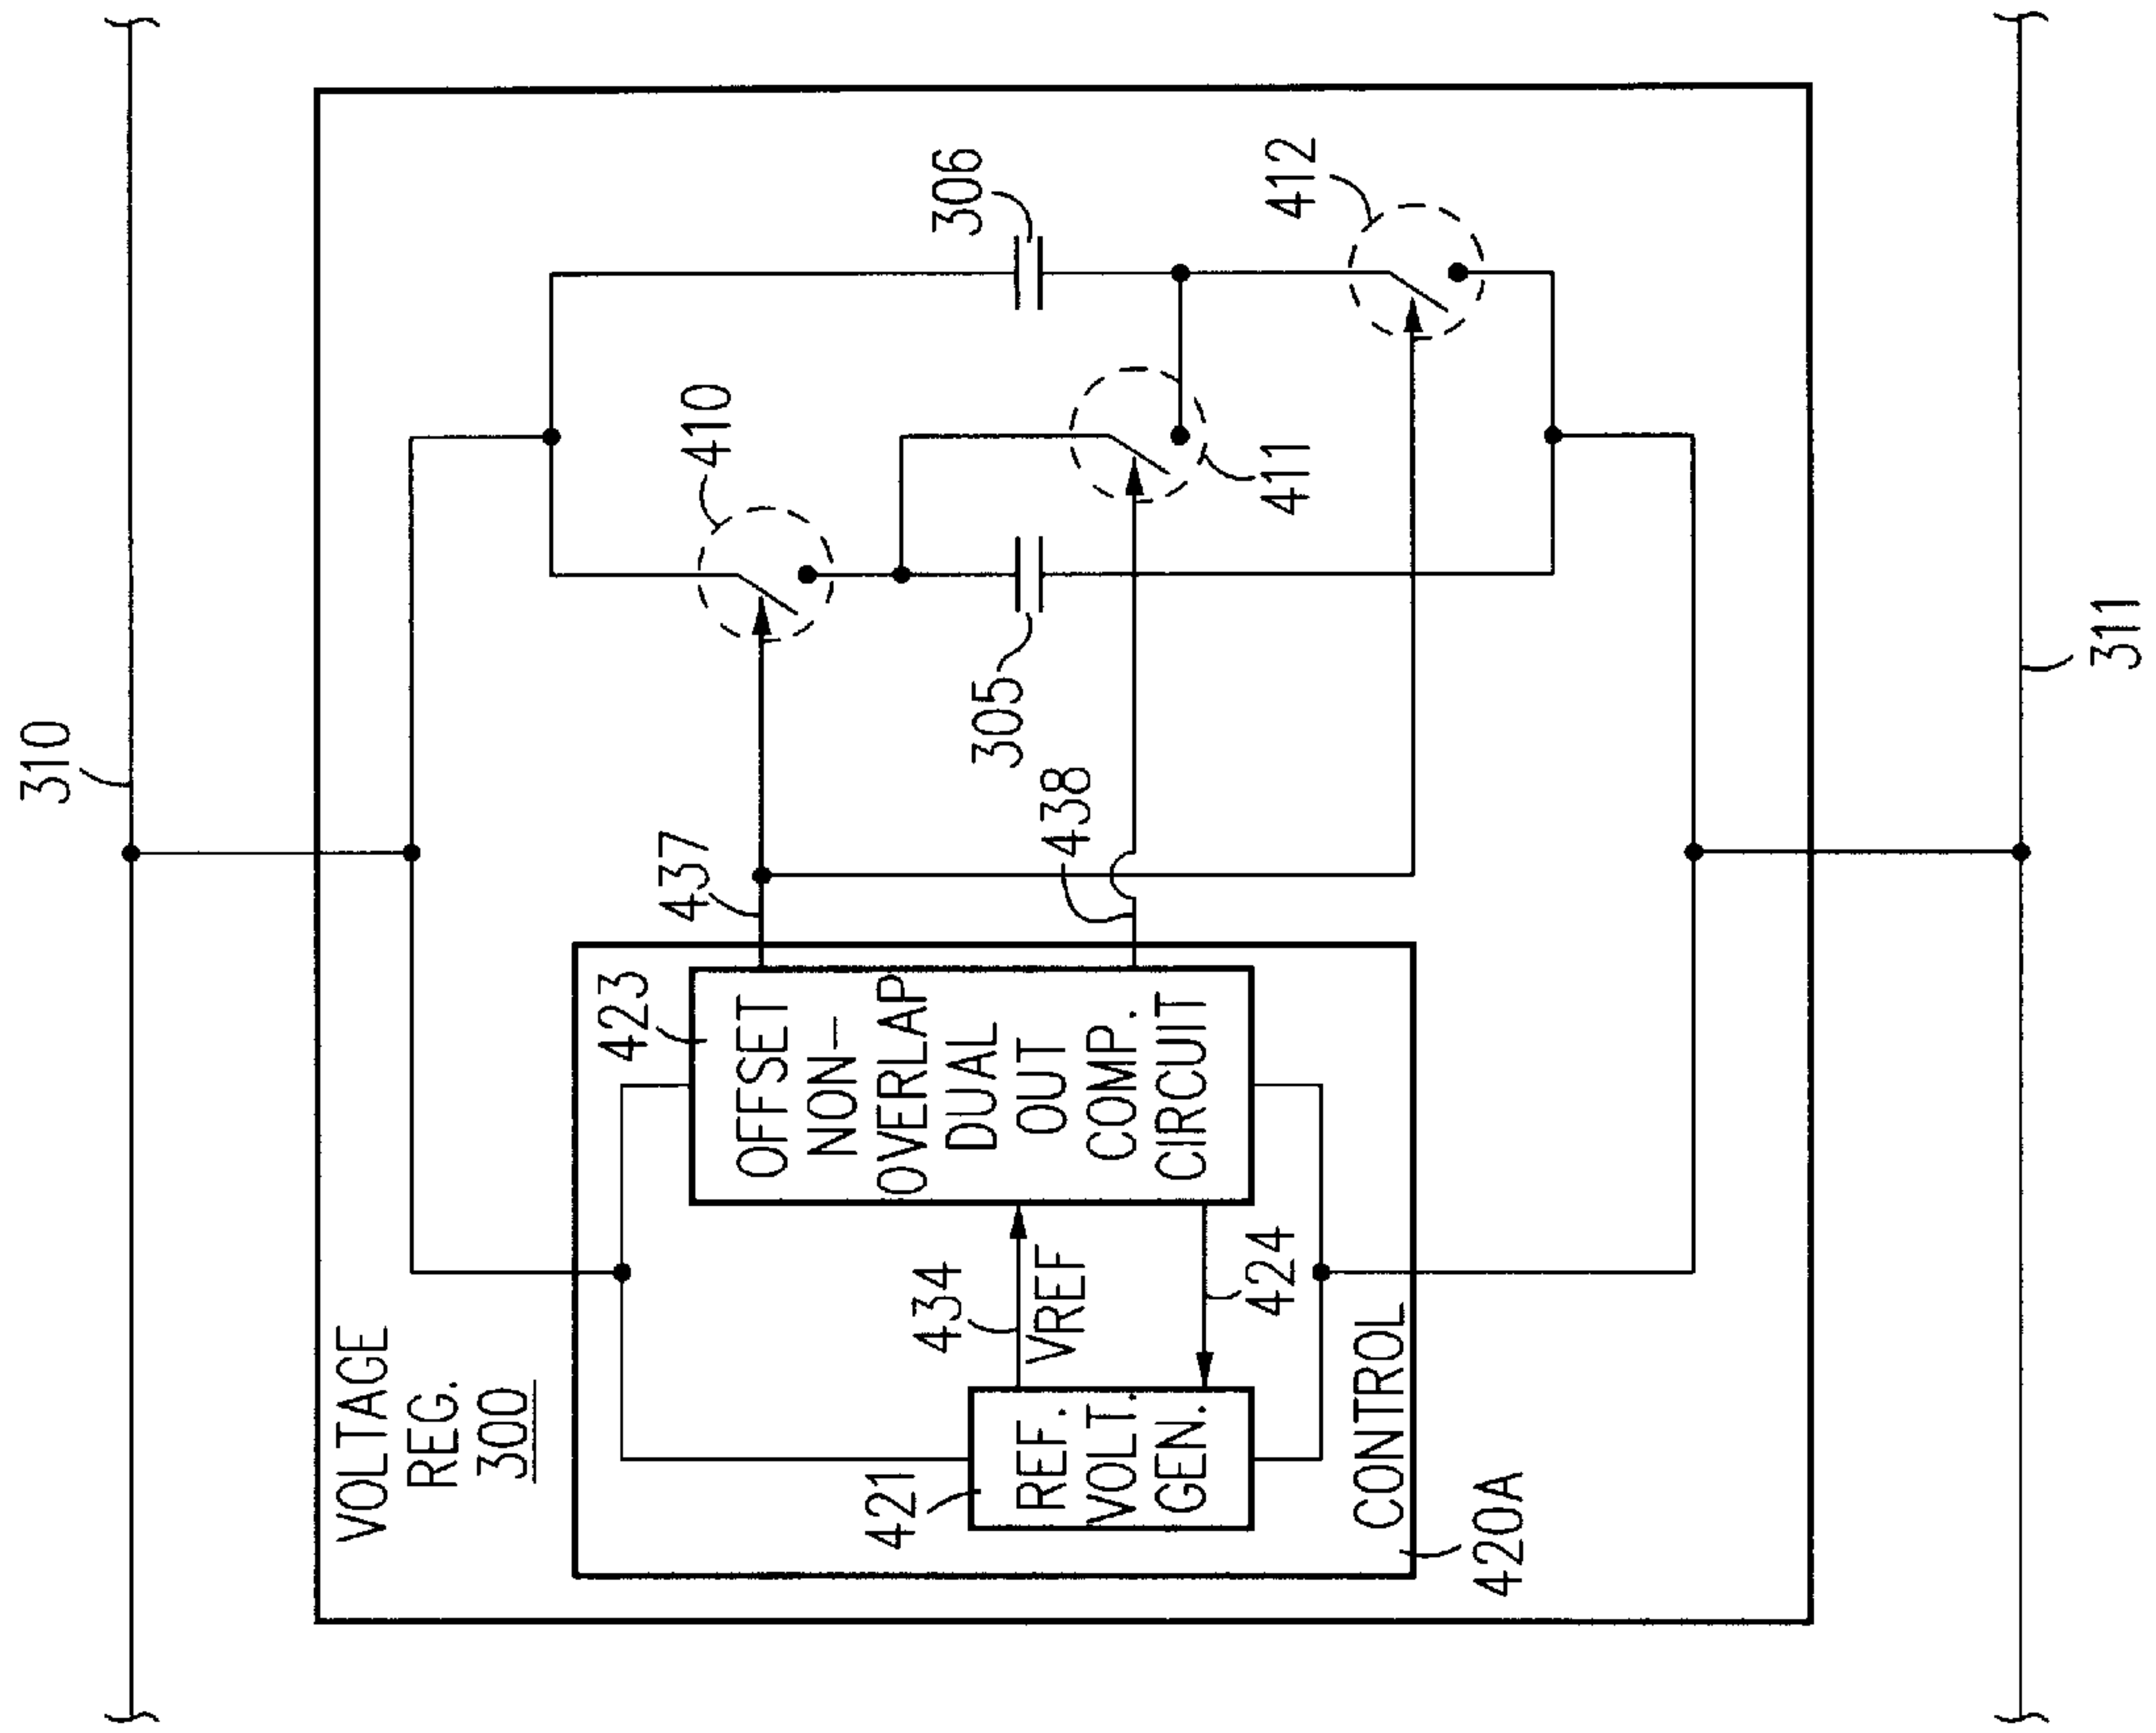 310
VOLTAGE
REG.
300
437
410
306
412
423
438
305
411
OFFSET
NON-
OVERLAP
DUAL
OUT
COMP.
CIRCUIT
421
434
VREF
424
REF.
VOLT.
GEN.
CONTROL
420A
311